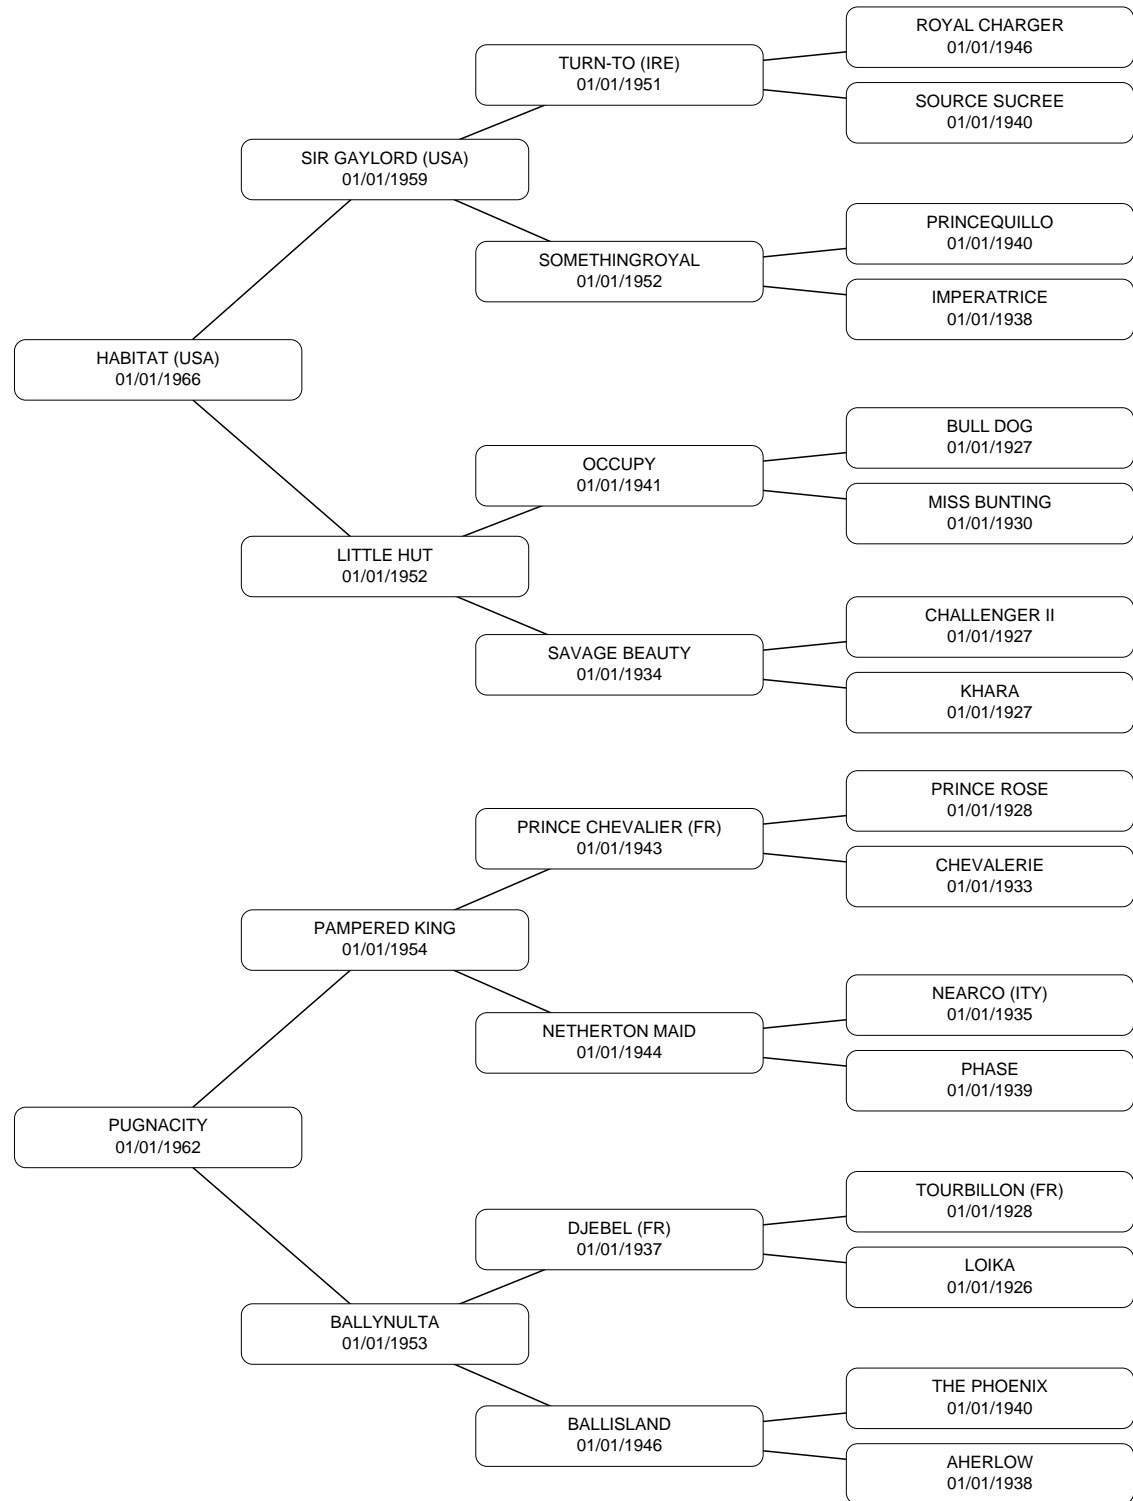 ROYAL CHARGER
01/01/1946
TURN-TO (IRE)
01/01/1951
SOURCE SUCREE
01/01/1940
SIR GAYLORD (USA)
01/01/1959
PRINCEQUILLO
01/01/1940
SOMETHINGROYAL
01/01/1952
IMPERATRICE
01/01/1938
HABITAT (USA)
01/01/1966
BULL DOG
01/01/1927
OCCUPY
01/01/1941
MISS BUNTING
01/01/1930
LITTLE HUT
01/01/1952
CHALLENGER II
01/01/1927
SAVAGE BEAUTY
01/01/1934
KHARA
01/01/1927
PRINCE ROSE
01/01/1928
PRINCE CHEVALIER (FR)
01/01/1943
CHEVALERIE
01/01/1933
PAMPERED KING
01/01/1954
NEARCO (ITY)
01/01/1935
NETHERTON MAID
01/01/1944
PHASE
01/01/1939
PUGNACITY
01/01/1962
TOURBILLON (FR)
01/01/1928
DJEBEL (FR)
01/01/1937
LOIKA
01/01/1926
BALLYNULTA
01/01/1953
THE PHOENIX
01/01/1940
BALLISLAND
01/01/1946
AHERLOW
01/01/1938